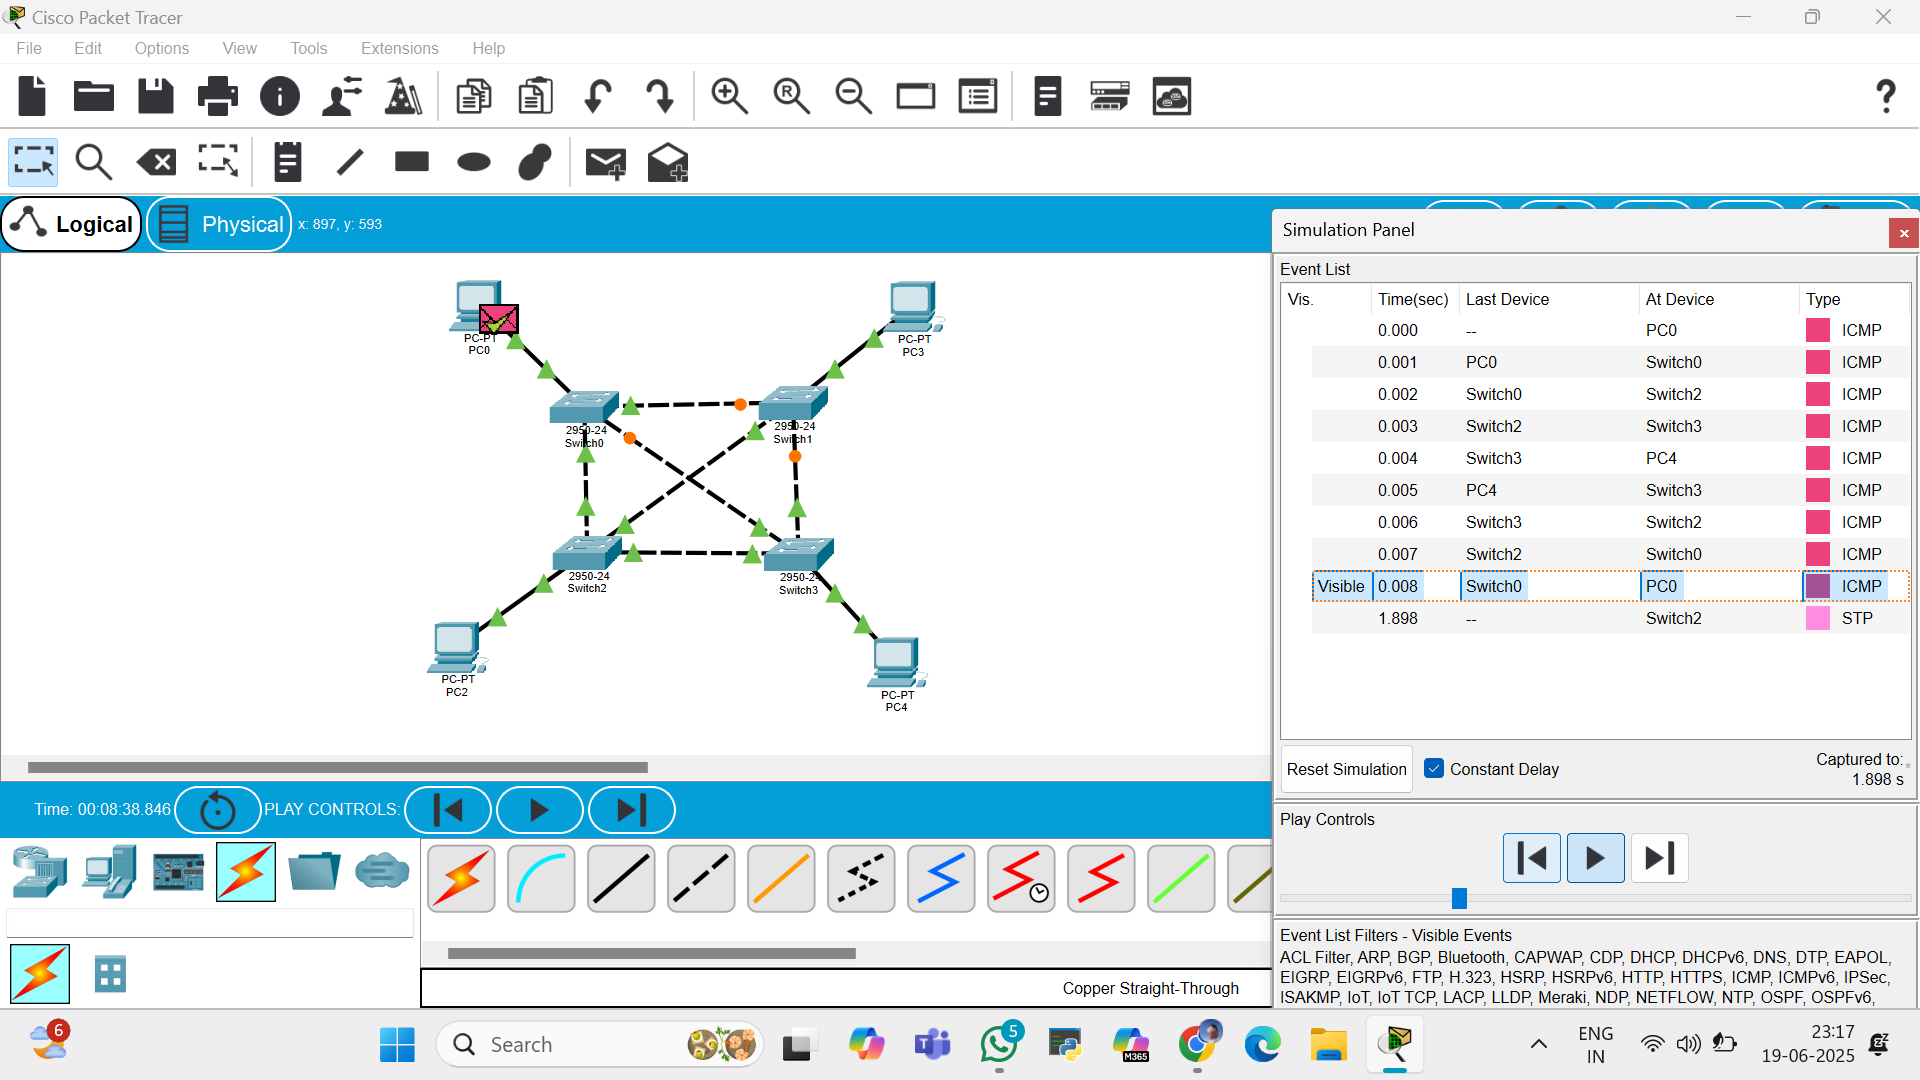 Cisco Packet Tracer
File Edit Options View Tools Extensions Help
Logical Physical x: 897, y: 593
PC-PT
PC0
PC-PT
PC3
2950-24
Switch0
2950-24
Switch1
2950-24
Switch2
2950-24
Switch3
PC-PT
PC2
PC-PT
PC4
Simulation Panel
x
Event List
Vis. Time(sec) Last Device At Device Type
0.000 -- PC0 ICMP
0.001 PC0 Switch0 ICMP
0.002 Switch0 Switch2 ICMP
0.003 Switch2 Switch3 ICMP
0.004 Switch3 PC4 ICMP
0.005 PC4 Switch3 ICMP
0.006 Switch3 Switch2 ICMP
0.007 Switch2 Switch0 ICMP
Visible 0.008 Switch0 PC0 ICMP
1.898 -- Switch2 STP
Reset Simulation Constant Delay Captured to: *
1.898 s
Play Controls
Event List Filters - Visible Events
ACL Filter, ARP, BGP, Bluetooth, CAPWAP, CDP, DHCP, DHCPv6, DNS, DTP, EAPOL,
EIGRP, EIGRPv6, FTP, H.323, HSRP, HSRPv6, HTTP, HTTPS, ICMP, ICMPv6, IPSec,
ISAKMP, IoT, IoT TCP, LACP, LLDP, Meraki, NDP, NETFLOW, NTP, OSPF, OSPFv6,
Time: 00:08:38.846 PLAY CONTROLS:
Copper Straight-Through
6
Search
5
M365
ENG
IN
23:17
19-06-2025